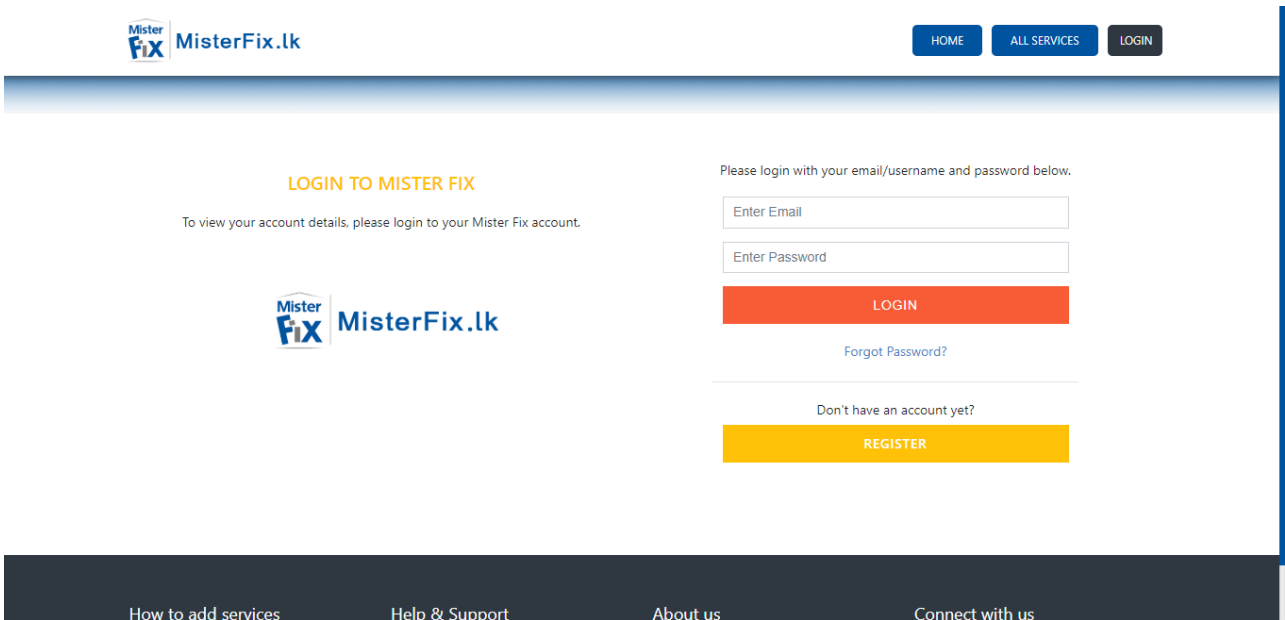 Mister
FiX
MisterFix.lk
HOME
ALL SERVICES
LOGIN
LOGIN TO MISTER FIX
To view your account details, please login to your Mister Fix account.
Mister
FiX
MisterFix.lk
Please login with your email/username and password below.
Enter Email
Enter Password
LOGIN
Forgot Password?
Don't have an account yet?
REGISTER
How to add services
Help & Support
About us
Connect with us